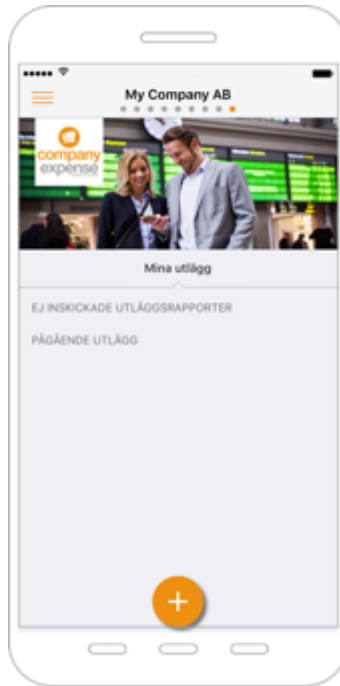 My Company AB
company
expense
Mina utlägg
EJ INSKICKADE UTLÄGGSRAPPORTER
PÅGÅENDE UTLÄGG
+